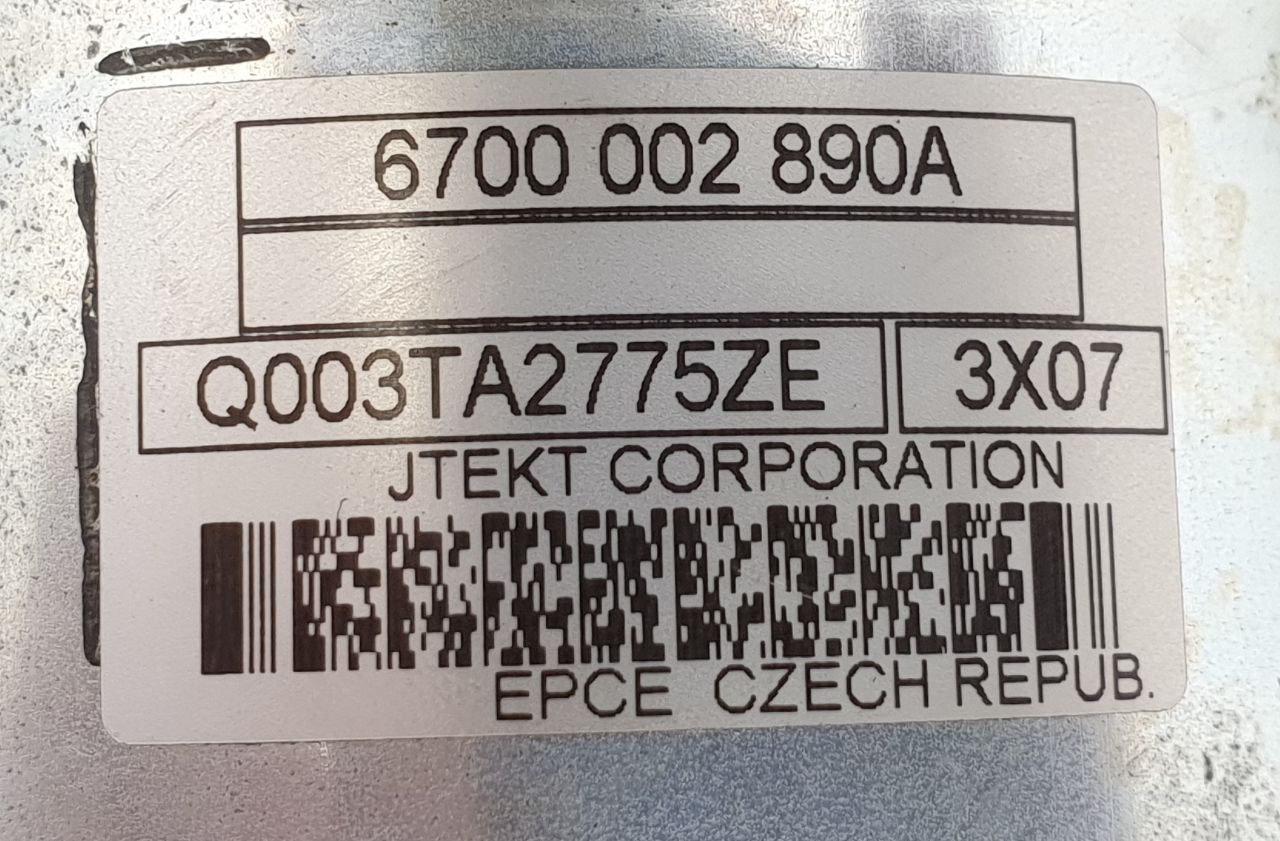 6700 002 890A
Q003TA2775ZE 3X07
JTEKT CORPORATION
EPCE CZECH REPUB.